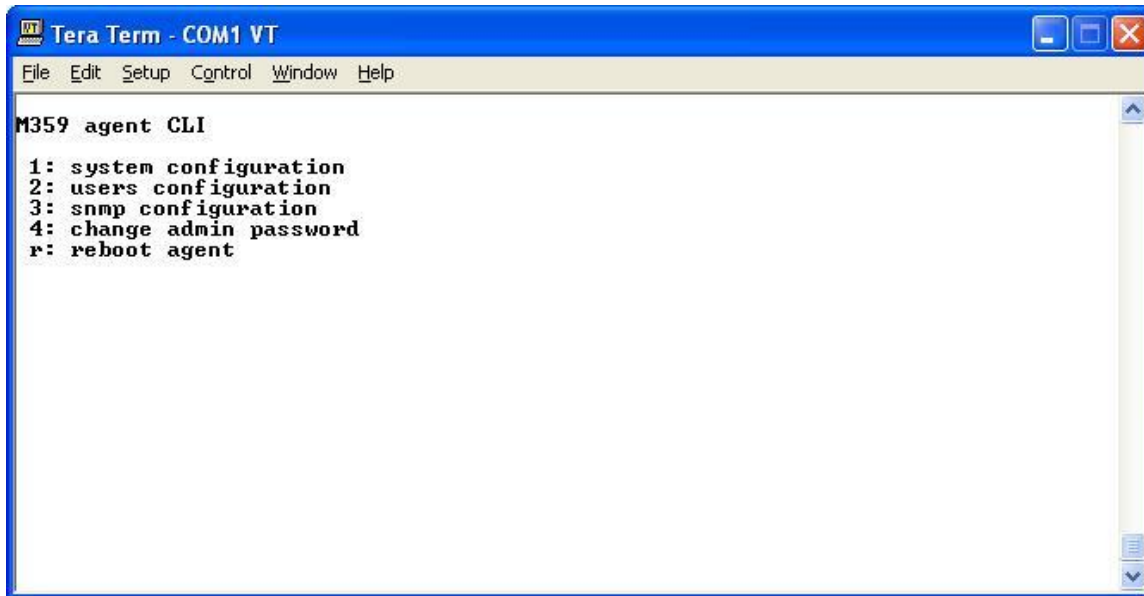 VT Tera Term - COM1 VT
File Edit Setup Control Window Help
M359 agent CLI
1: system configuration
2: users configuration
3: snmp configuration
4: change admin password
r: reboot agent